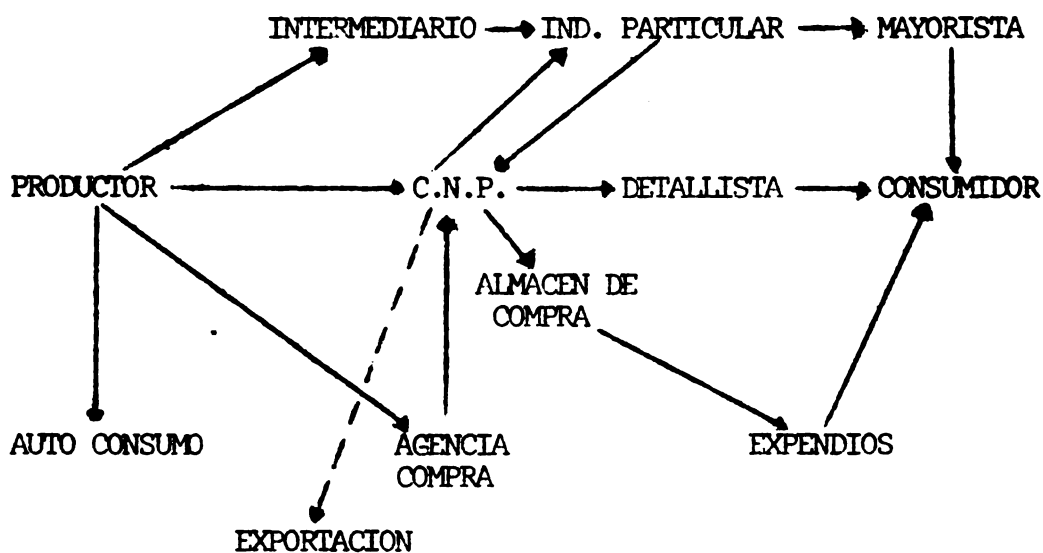 INTERMEDIARIO IND. PARTICULAR MAYORISTA
PRODUCTOR C.N.P. DETALLISTA CONSUMIDOR
ALMACEN DE
COMPRA
AUTO CONSUMO AGENCIA EXPENDIOS
COMPRA
EXPORTACION